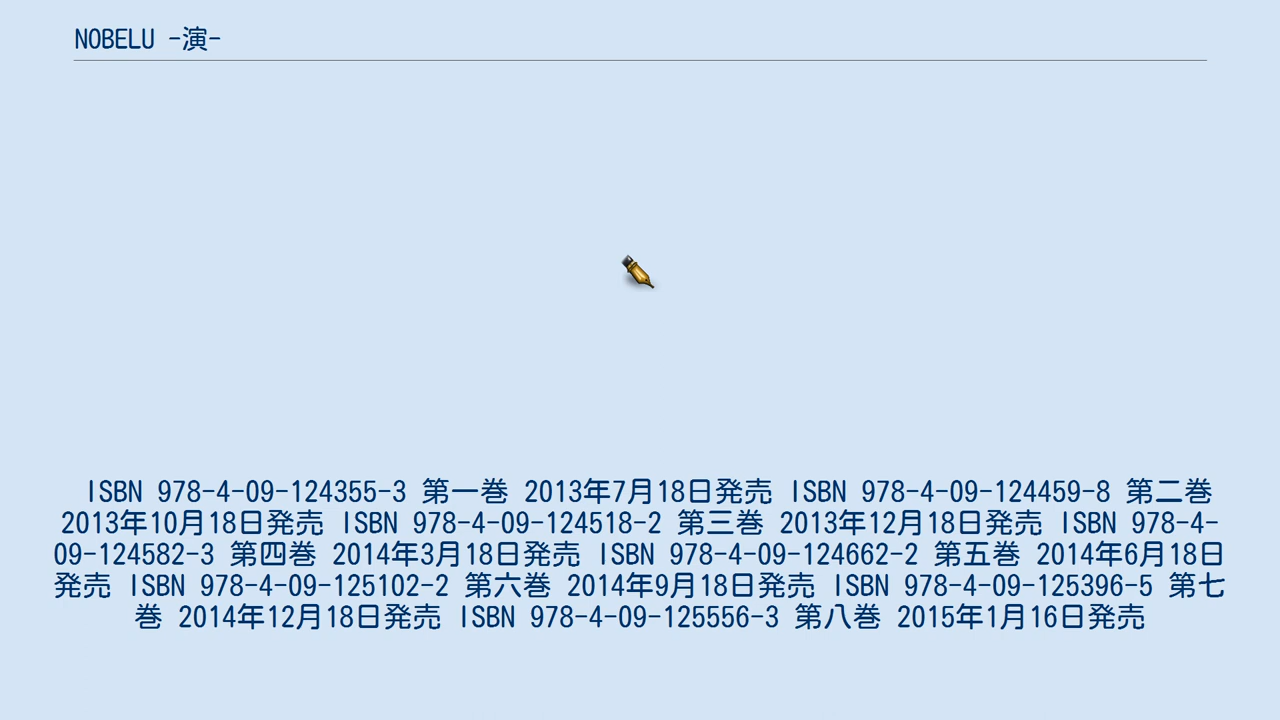 NOBELU -演-
ISBN 978-4-09-124355-3 第一巻 2013年7月18日発売 ISBN 978-4-09-124459-8 第二巻
2013年10月18日発売 ISBN 978-4-09-124518-2 第三巻 2013年12月18日発売 ISBN 978-4-
09-124582-3 第四巻 2014年3月18日発売 ISBN 978-4-09-124662-2 第五巻 2014年6月18日
発売 ISBN 978-4-09-125102-2 第六巻 2014年9月18日発売 ISBN 978-4-09-125396-5 第七
巻 2014年12月18日発売 ISBN 978-4-09-125556-3 第八巻 2015年1月16日発売